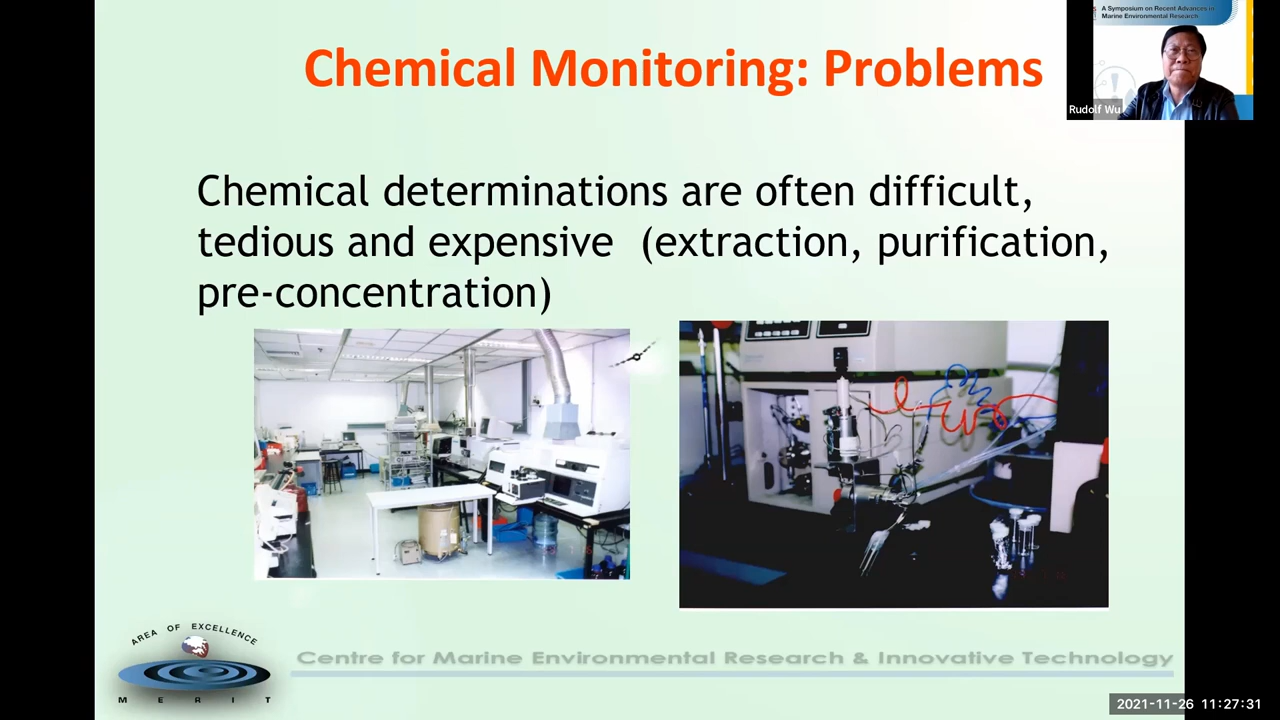 A Symposium on Recent Advances in
Marine Environmental Research
Rudolf Wu
Chemical Monitoring: Problems
Chemical determinations are often difficult,
tedious and expensive (extraction, purification,
pre-concentration)
AREA OF EXCELLENCE
MERIT
Centre for Marine Environmental Research & Innovative Technology
2021-11-26 11:27:31